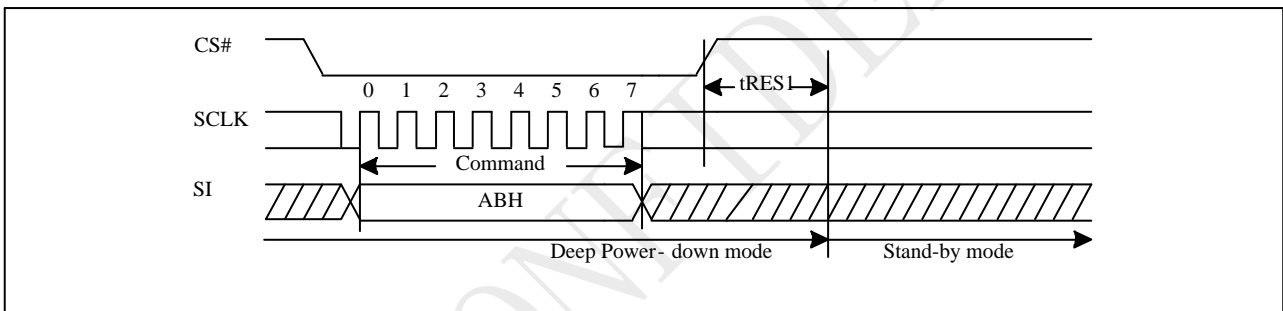 CS#
tRES1
0 1 2 3 4 5 6 7
SCLK
Command
SI
ABH
Deep Power- down mode Stand-by mode